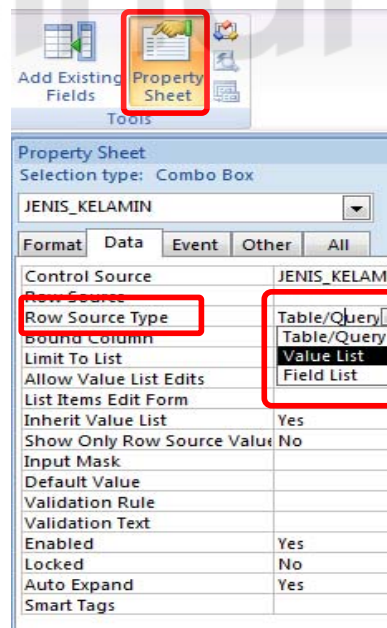 Add Existing Fields
Property Sheet
Tools
Property Sheet
Selection type: Combo Box
JENIS_KELAMIN
Format Data Event Other All
Control Source JENIS_KELAM
Row Source
Row Source Type Table/Query
Bound Column Table/Query
Limit To List Value List
Allow Value List Edits Field List
List Items Edit Form
Inherit Value List Yes
Show Only Row Source Value No
Input Mask
Default Value
Validation Rule
Validation Text
Enabled Yes
Locked No
Auto Expand Yes
Smart Tags